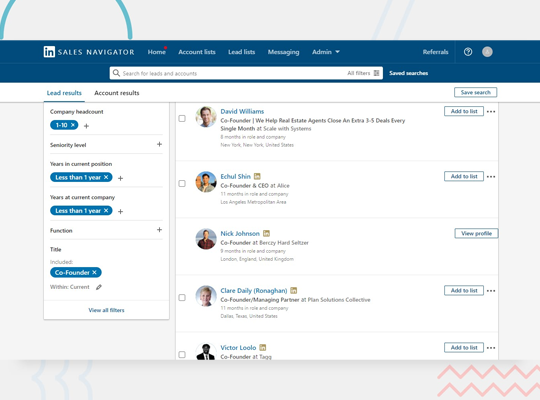 in SALES NAVIGATOR
Home
Account lists
Lead lists
Messaging
Admin
Referrals
Search for leads and accounts
All filters
Saved searches
Lead results
Account results
Save search
Company headcount
1-10 ×
Seniority level
Years in current position
Less than 1 year ×
Years at current company
Less than 1 year ×
Function
Title
Included:
Co-Founder ×
Within: Current
View all filters
David Williams
Co-Founder | We Help Real Estate Agents Close An Extra 3-5 Deals Every
Single Month at Scale with Systems
8 months in role and company
New York, New York, United States
Add to list
Echul Shin
Co-Founder & CEO at Alice
11 months in role and company
Los Angeles Metropolitan Area
Add to list
Nick Johnson
Co-Founder at Berczy Hard Seltzer
9 months in role and company
London, England, United Kingdom
View profile
Clare Daily (Ronaghan)
Co-Founder/Managing Partner at Plan Solutions Collective
11 months in role and company
Dallas, Texas, United States
Add to list
Victor Loolo
Co-Founder at Tagg
Add to list